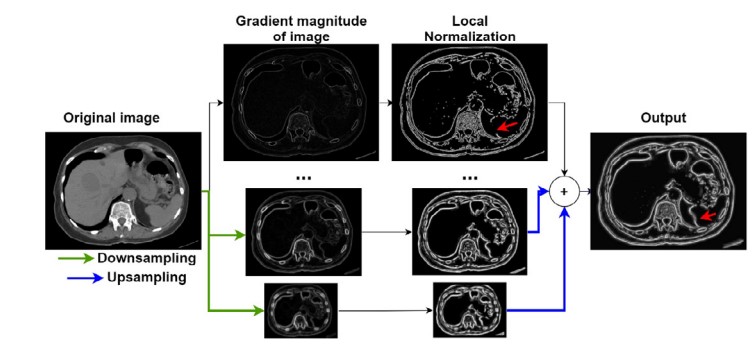 Gradient magnitude
of image
Local
Normalization
Original image
Output
...
...
+
Downsampling
Upsampling